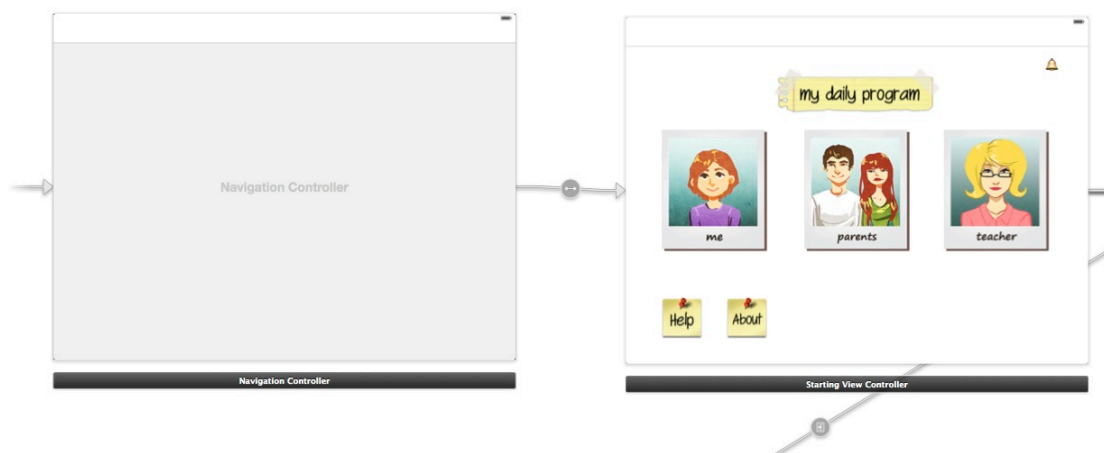 Navigation Controller
Navigation Controller
my daily program
me
parents
teacher
Help
About
Starting View Controller